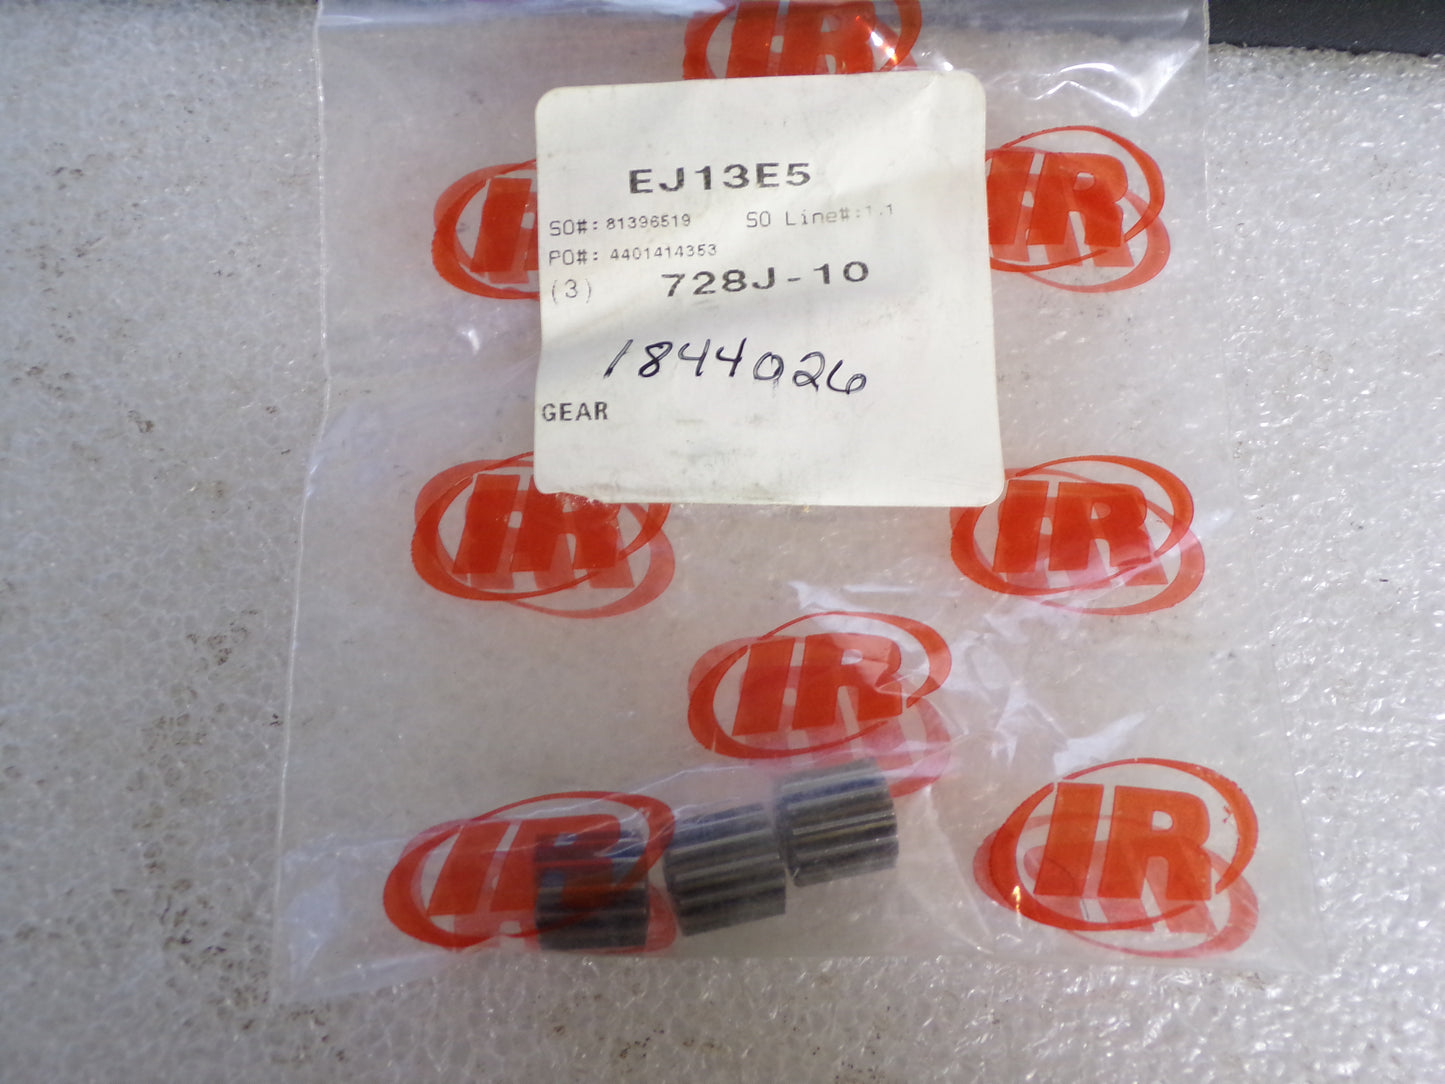 IR
EJ13E5
SO#: 81396519 SO Line#:1.1
PO#: 4401414353
(3) 728J-10
1844026
GEAR
IR
IR
IR
IR
IR
IR
IR